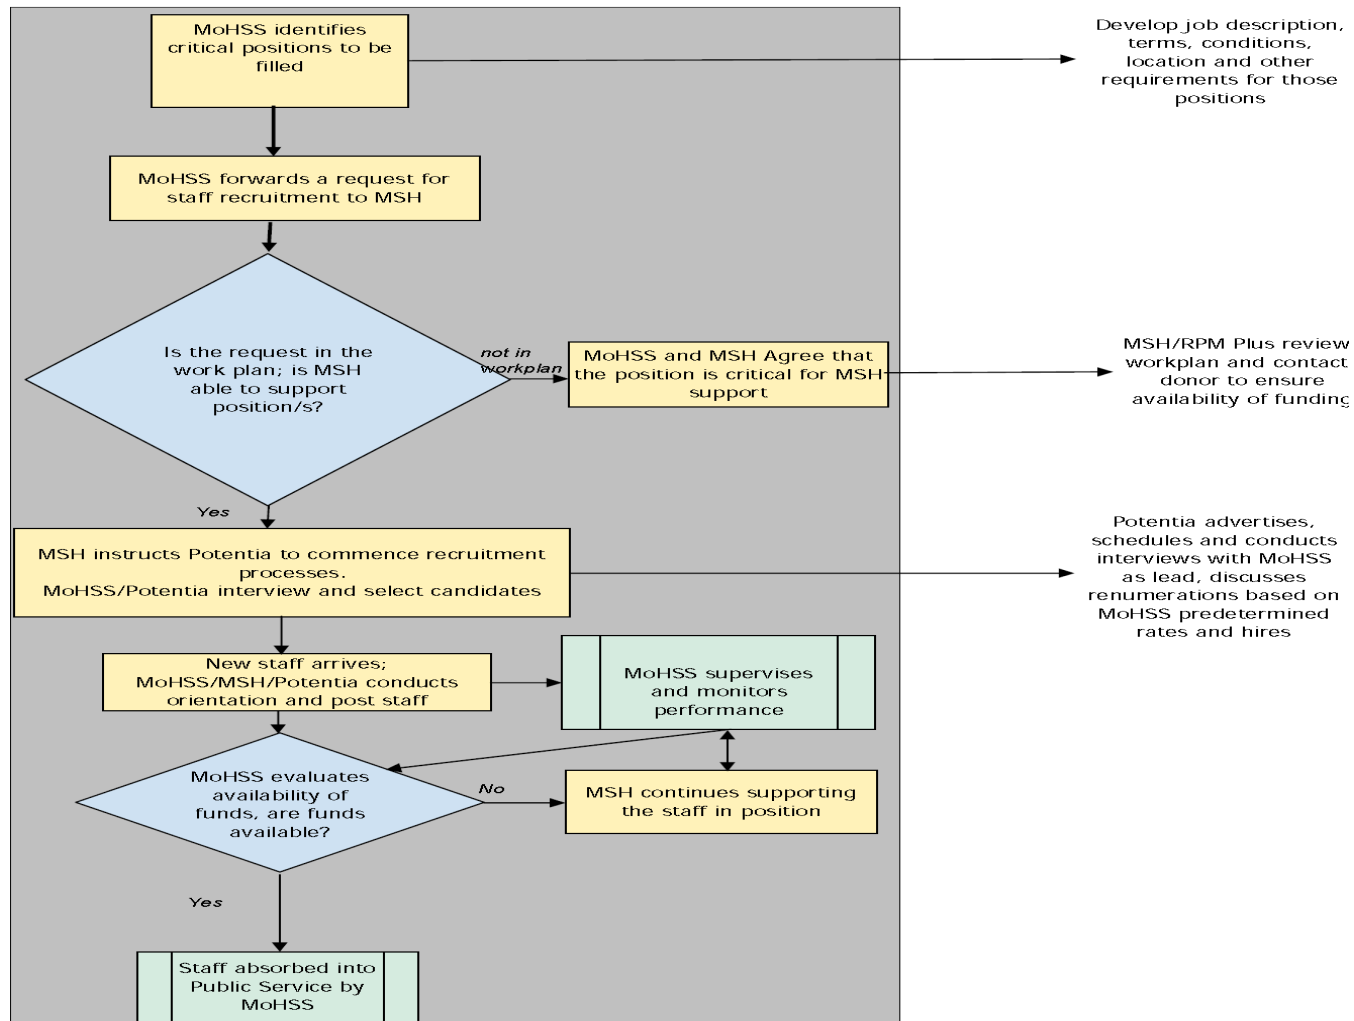 MoHSS identifies
critical positions to be
filled
Develop job description,
terms, conditions,
location and other
requirements for those
positions
MoHSS forwards a request for
staff recruitment to MSH
Is the request in the
work plan; is MSH
able to support
position/s?
not in
workplan
MoHSS and MSH Agree that
the position is critical for MSH
support
MSH/RPM Plus review
workplan and contact
donor to ensure
availability of funding
Yes
MSH instructs Potentia to commence recruitment
processes.
MoHSS/Potentia interview and select candidates
Potentia advertises,
schedules and conducts
interviews with MoHSS
as lead, discusses
renumerations based on
MoHSS predetermined
rates and hires
New staff arrives;
MoHSS/MSH/Potentia conducts
orientation and post staff
MoHSS supervises
and monitors
performance
MoHSS evaluates
availability of
funds, are funds
available?
No
MSH continues supporting
the staff in position
Yes
Staff absorbed into
Public Service by
MoHSS